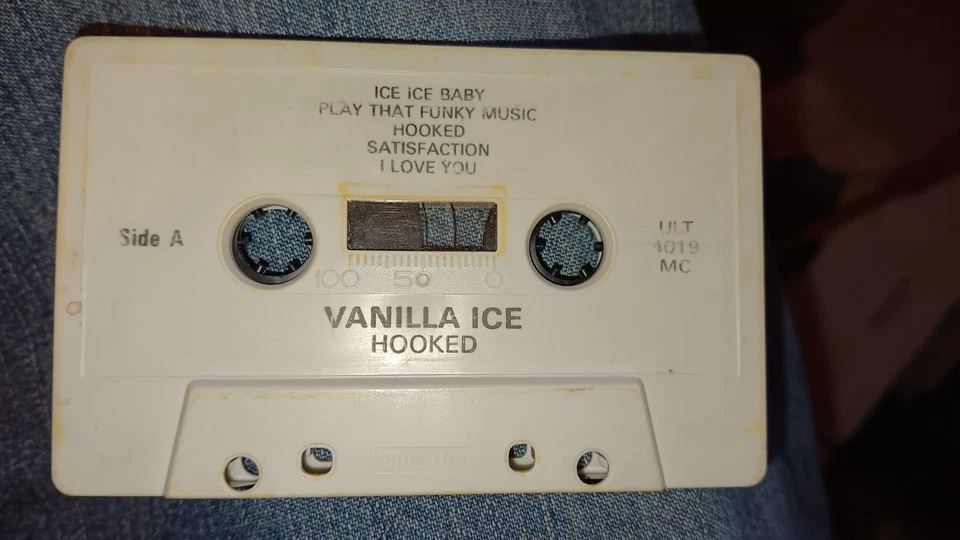 ICE ICE BABY
PLAY THAT FUNKY MUSIC
HOOKED
SATISFACTION
I LOVE YOU
Side A
ULT
4019
MC
100 50 0
VANILLA ICE
HOOKED